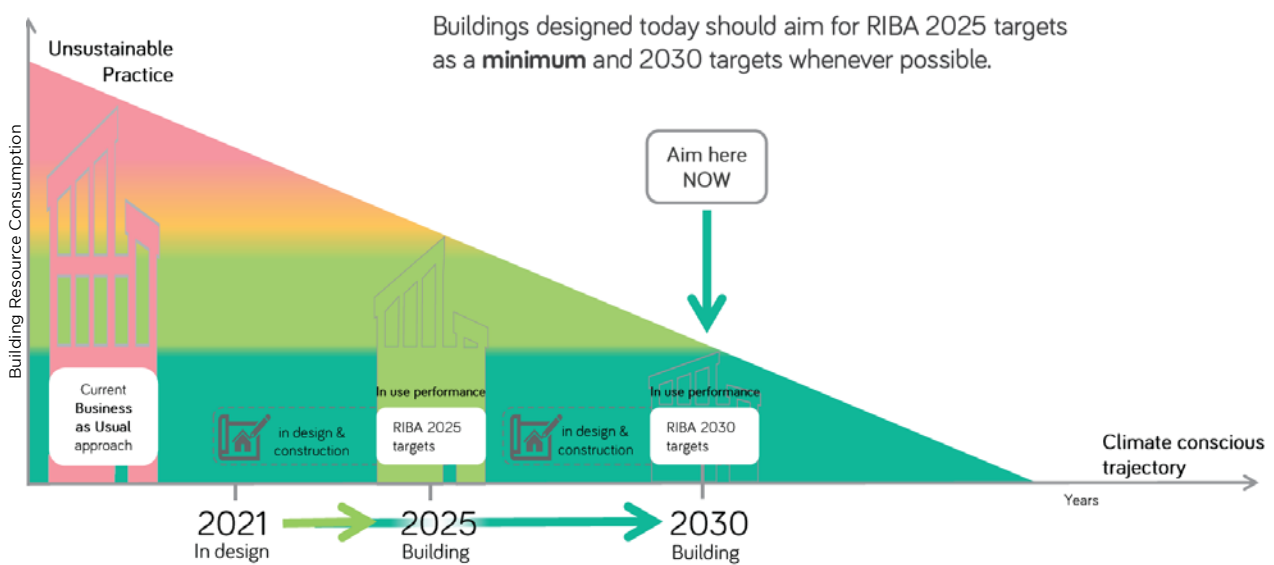 Buildings designed today should aim for RIBA 2025 targets
as a minimum and 2030 targets whenever possible.
Unsustainable
Practice
Building Resource Consumption
Aim here
NOW
Current
Business
as Usual
approach
in design &
construction
In use performance
RIBA 2025
targets
in design &
construction
In use performance
RIBA 2030
targets
Climate conscious
trajectory
Years
2021
In design
2025
Building
2030
Building